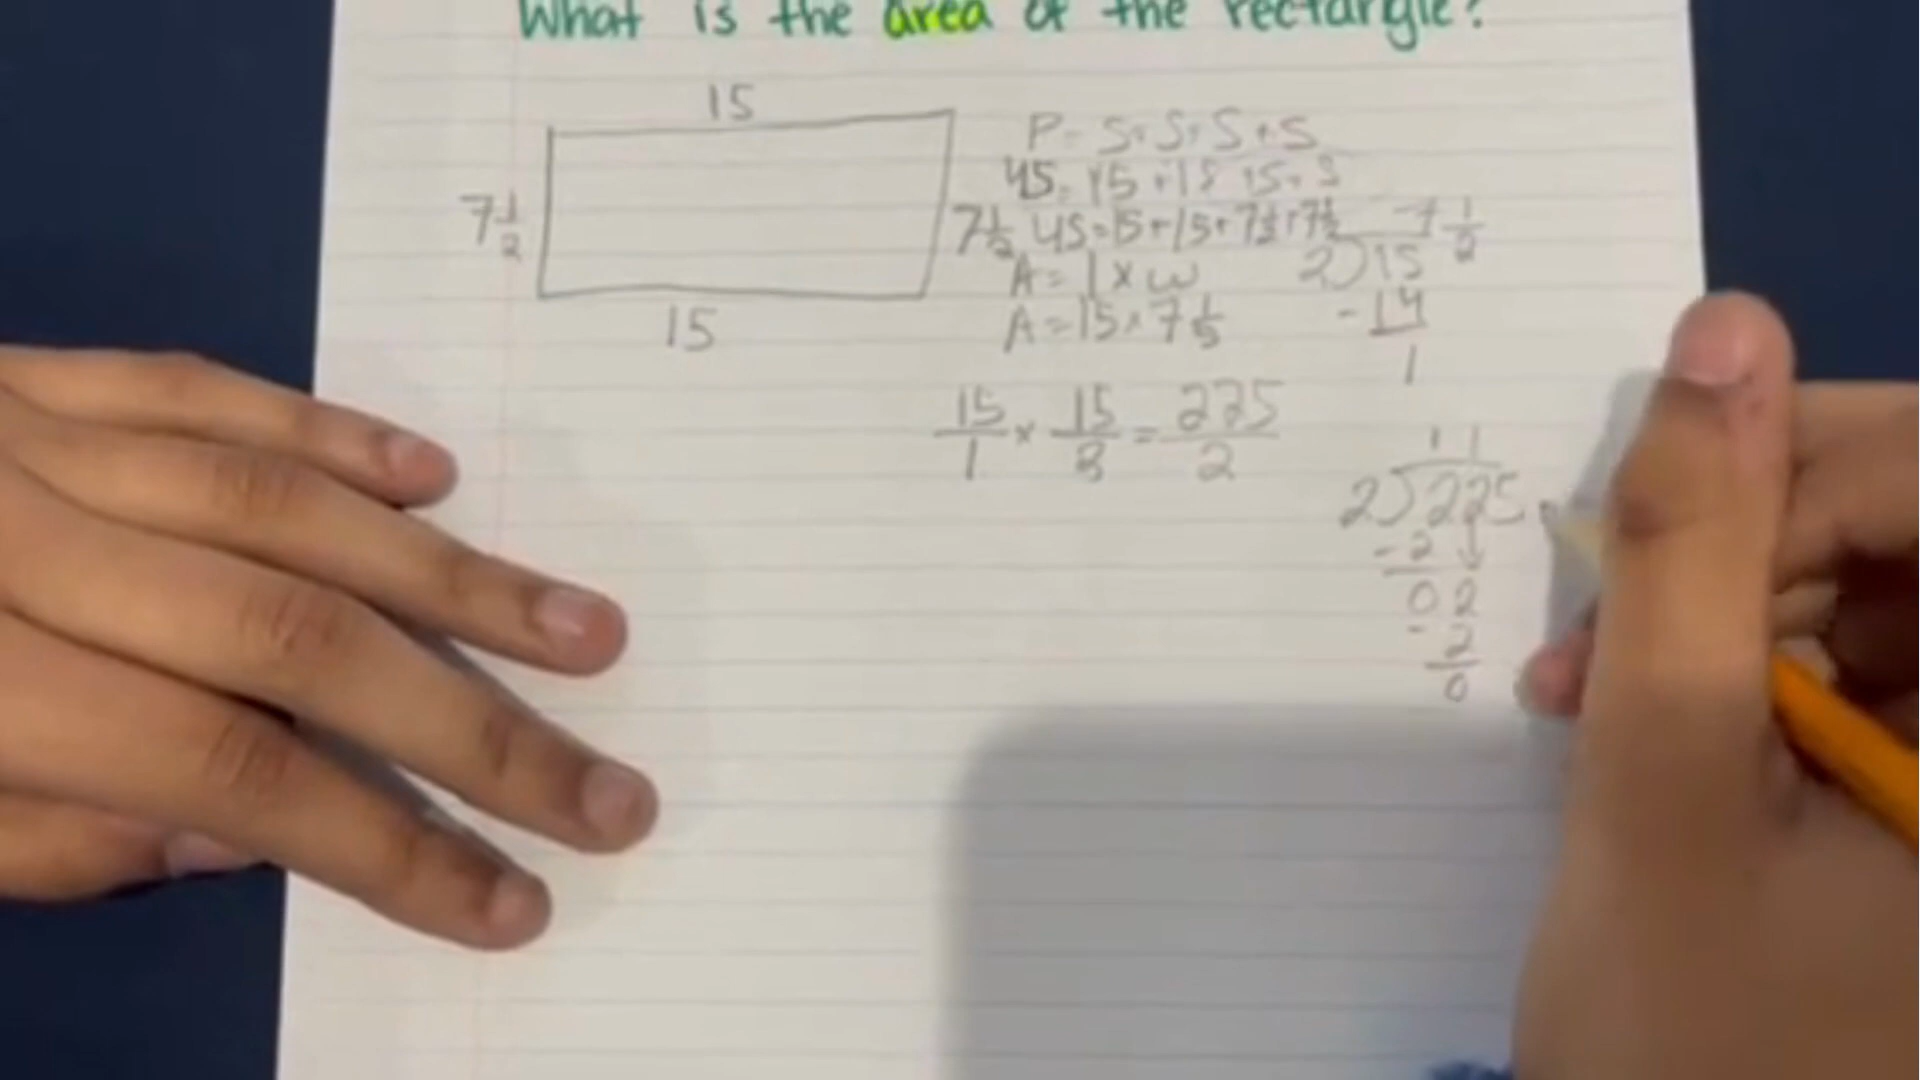 What is the area of the rectangle?
15
7 1/2
7 1/2
15
P = S+S+S+S
45 = 15+15+S+S
45=15+15+7 1/2+7 1/2
A = l x w
A = 15 x 7 1/2
7 1/2
2)15
-14
1
15/1 x 15/2 = 225/2
11
2)225
-2
02
-2
0